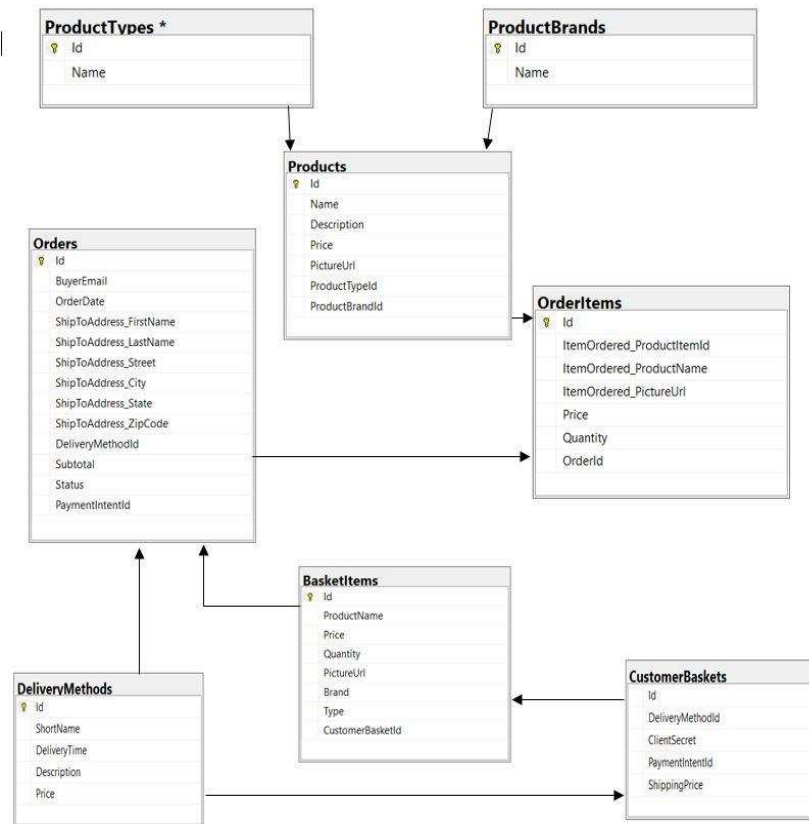 ProductTypes *
Id
Name
ProductBrands
Id
Name
Products
Id
Name
Description
Price
PictureUrl
ProductTypeId
ProductBrandId
Orders
Id
BuyerEmail
OrderDate
ShipToAddress_FirstName
ShipToAddress_LastName
ShipToAddress_Street
ShipToAddress_City
ShipToAddress_State
ShipToAddress_ZipCode
DeliveryMethodId
Subtotal
Status
PaymentIntentId
OrderItems
Id
ItemOrdered_ProductItemId
ItemOrdered_ProductName
ItemOrdered_PictureUrl
Price
Quantity
OrderId
BasketItems
Id
ProductName
Price
Quantity
PictureUrl
Brand
Type
CustomerBasketId
DeliveryMethods
Id
ShortName
DeliveryTime
Description
Price
CustomerBaskets
Id
DeliveryMethodId
ClientSecret
PaymentIntentId
ShippingPrice